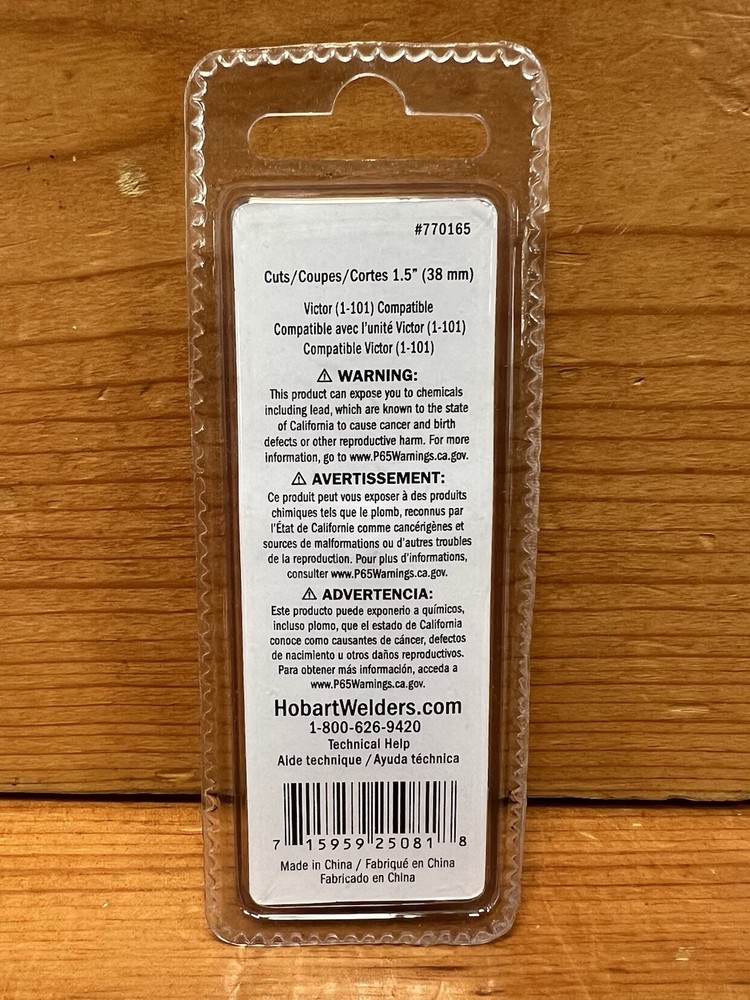 #770165
Cuts/Coupes/Cortes 1.5" (38 mm)
Victor (1-101) Compatible
Compatible avec l'unité Victor (1-101)
Compatible Victor (1-101)
⚠ WARNING:
This product can expose you to chemicals
including lead, which are known to the state
of California to cause cancer and birth
defects or other reproductive harm. For more
information, go to www.P65Warnings.ca.gov.
⚠ AVERTISSEMENT:
Ce produit peut vous exposer à des produits
chimiques tels que le plomb, reconnus par
l'État de Californie comme cancérigènes et
sources de malformations ou d'autres troubles
de la reproduction. Pour plus d'informations,
consulter www.P65Warnings.ca.gov.
⚠ ADVERTENCIA:
Este producto puede exponerio a químicos,
incluso plomo, que el estado de California
conoce como causantes de cáncer, defectos
de nacimiento u otros daños reproductivos.
Para obtener más información, acceda a
www.P65Warnings.ca.gov.
HobartWelders.com
1-800-626-9420
Technical Help
Aide technique / Ayuda téchnica
7 15959 25081 8
Made in China / Fabriqué en China
Fabricado en China